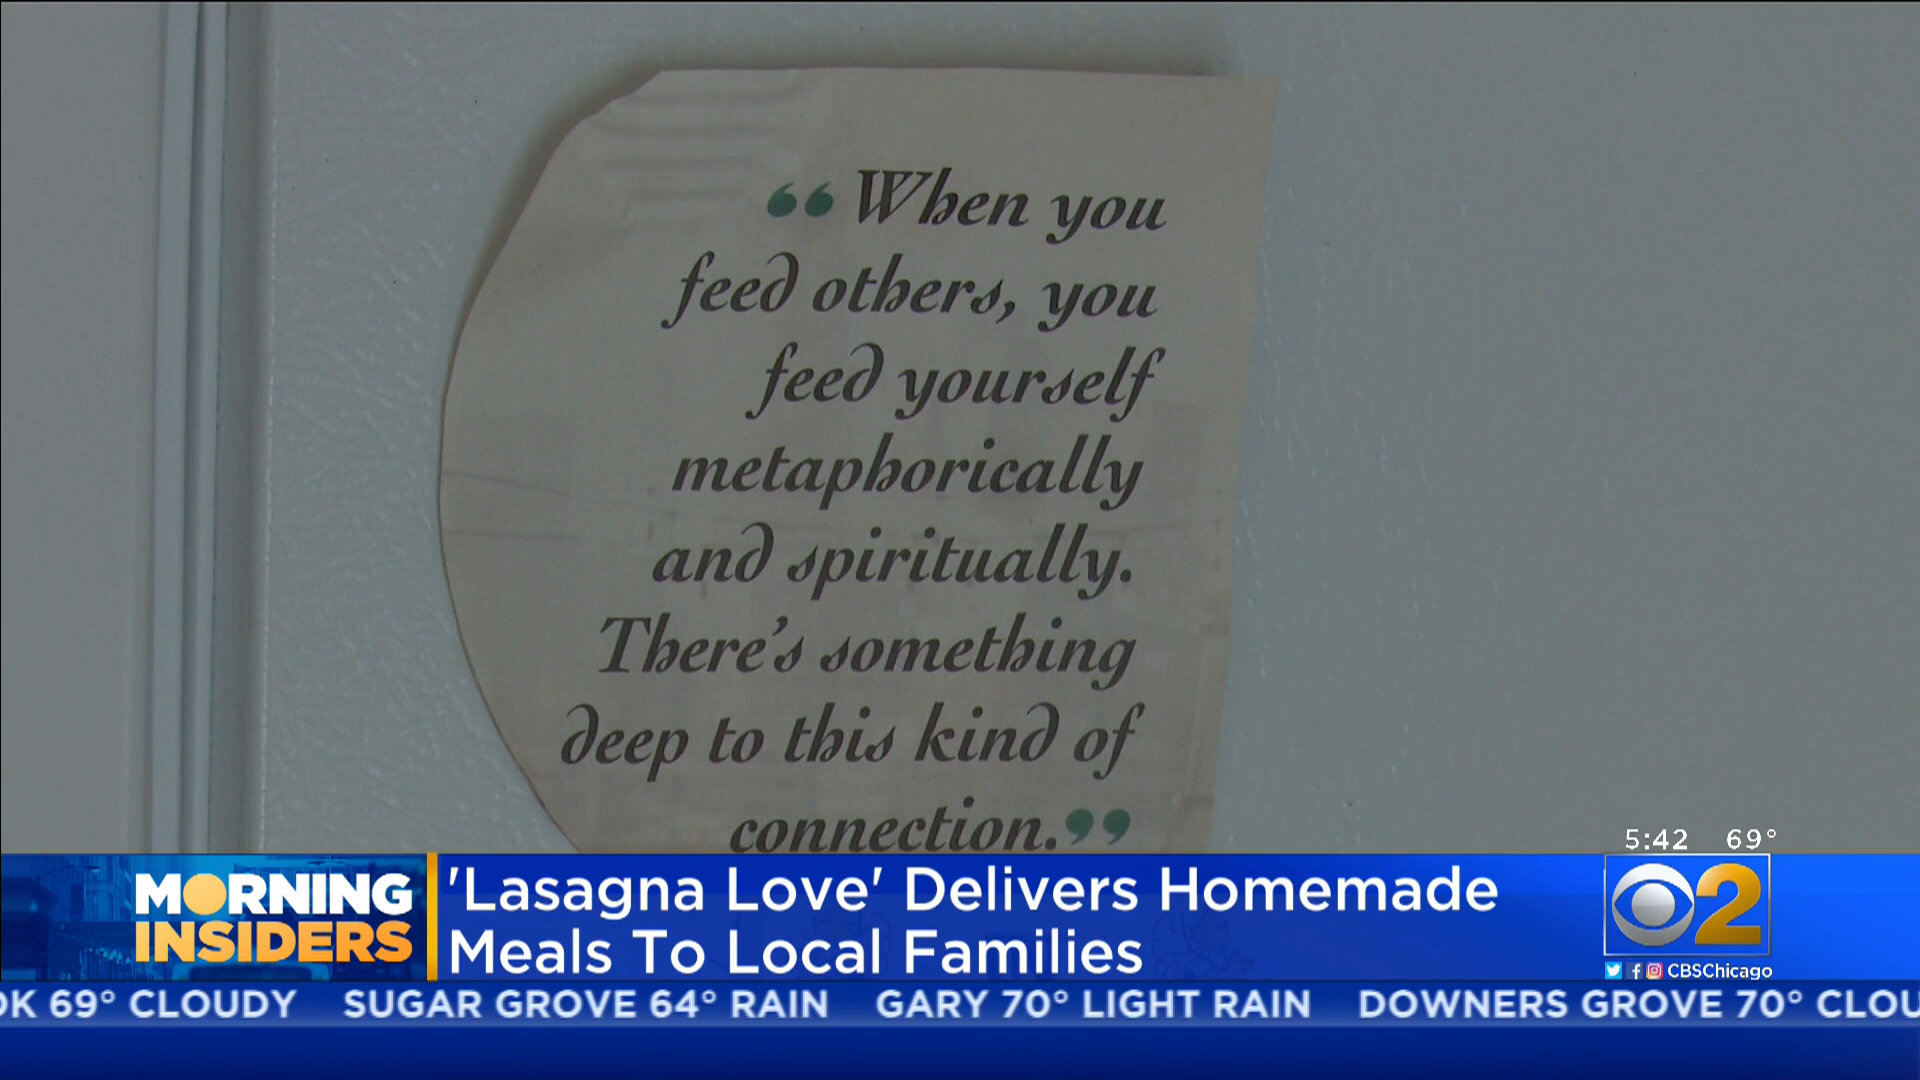 “When you
feed others, you
feed yourself
metaphorically
and spiritually.
There’s something
deep to this kind of
connection.”
5:42 69°
MORNING
INSIDERS
'Lasagna Love' Delivers Homemade
Meals To Local Families
2
CBSChicago
OK 69° CLOUDY SUGAR GROVE 64° RAIN GARY 70° LIGHT RAIN DOWNERS GROVE 70° CLOU